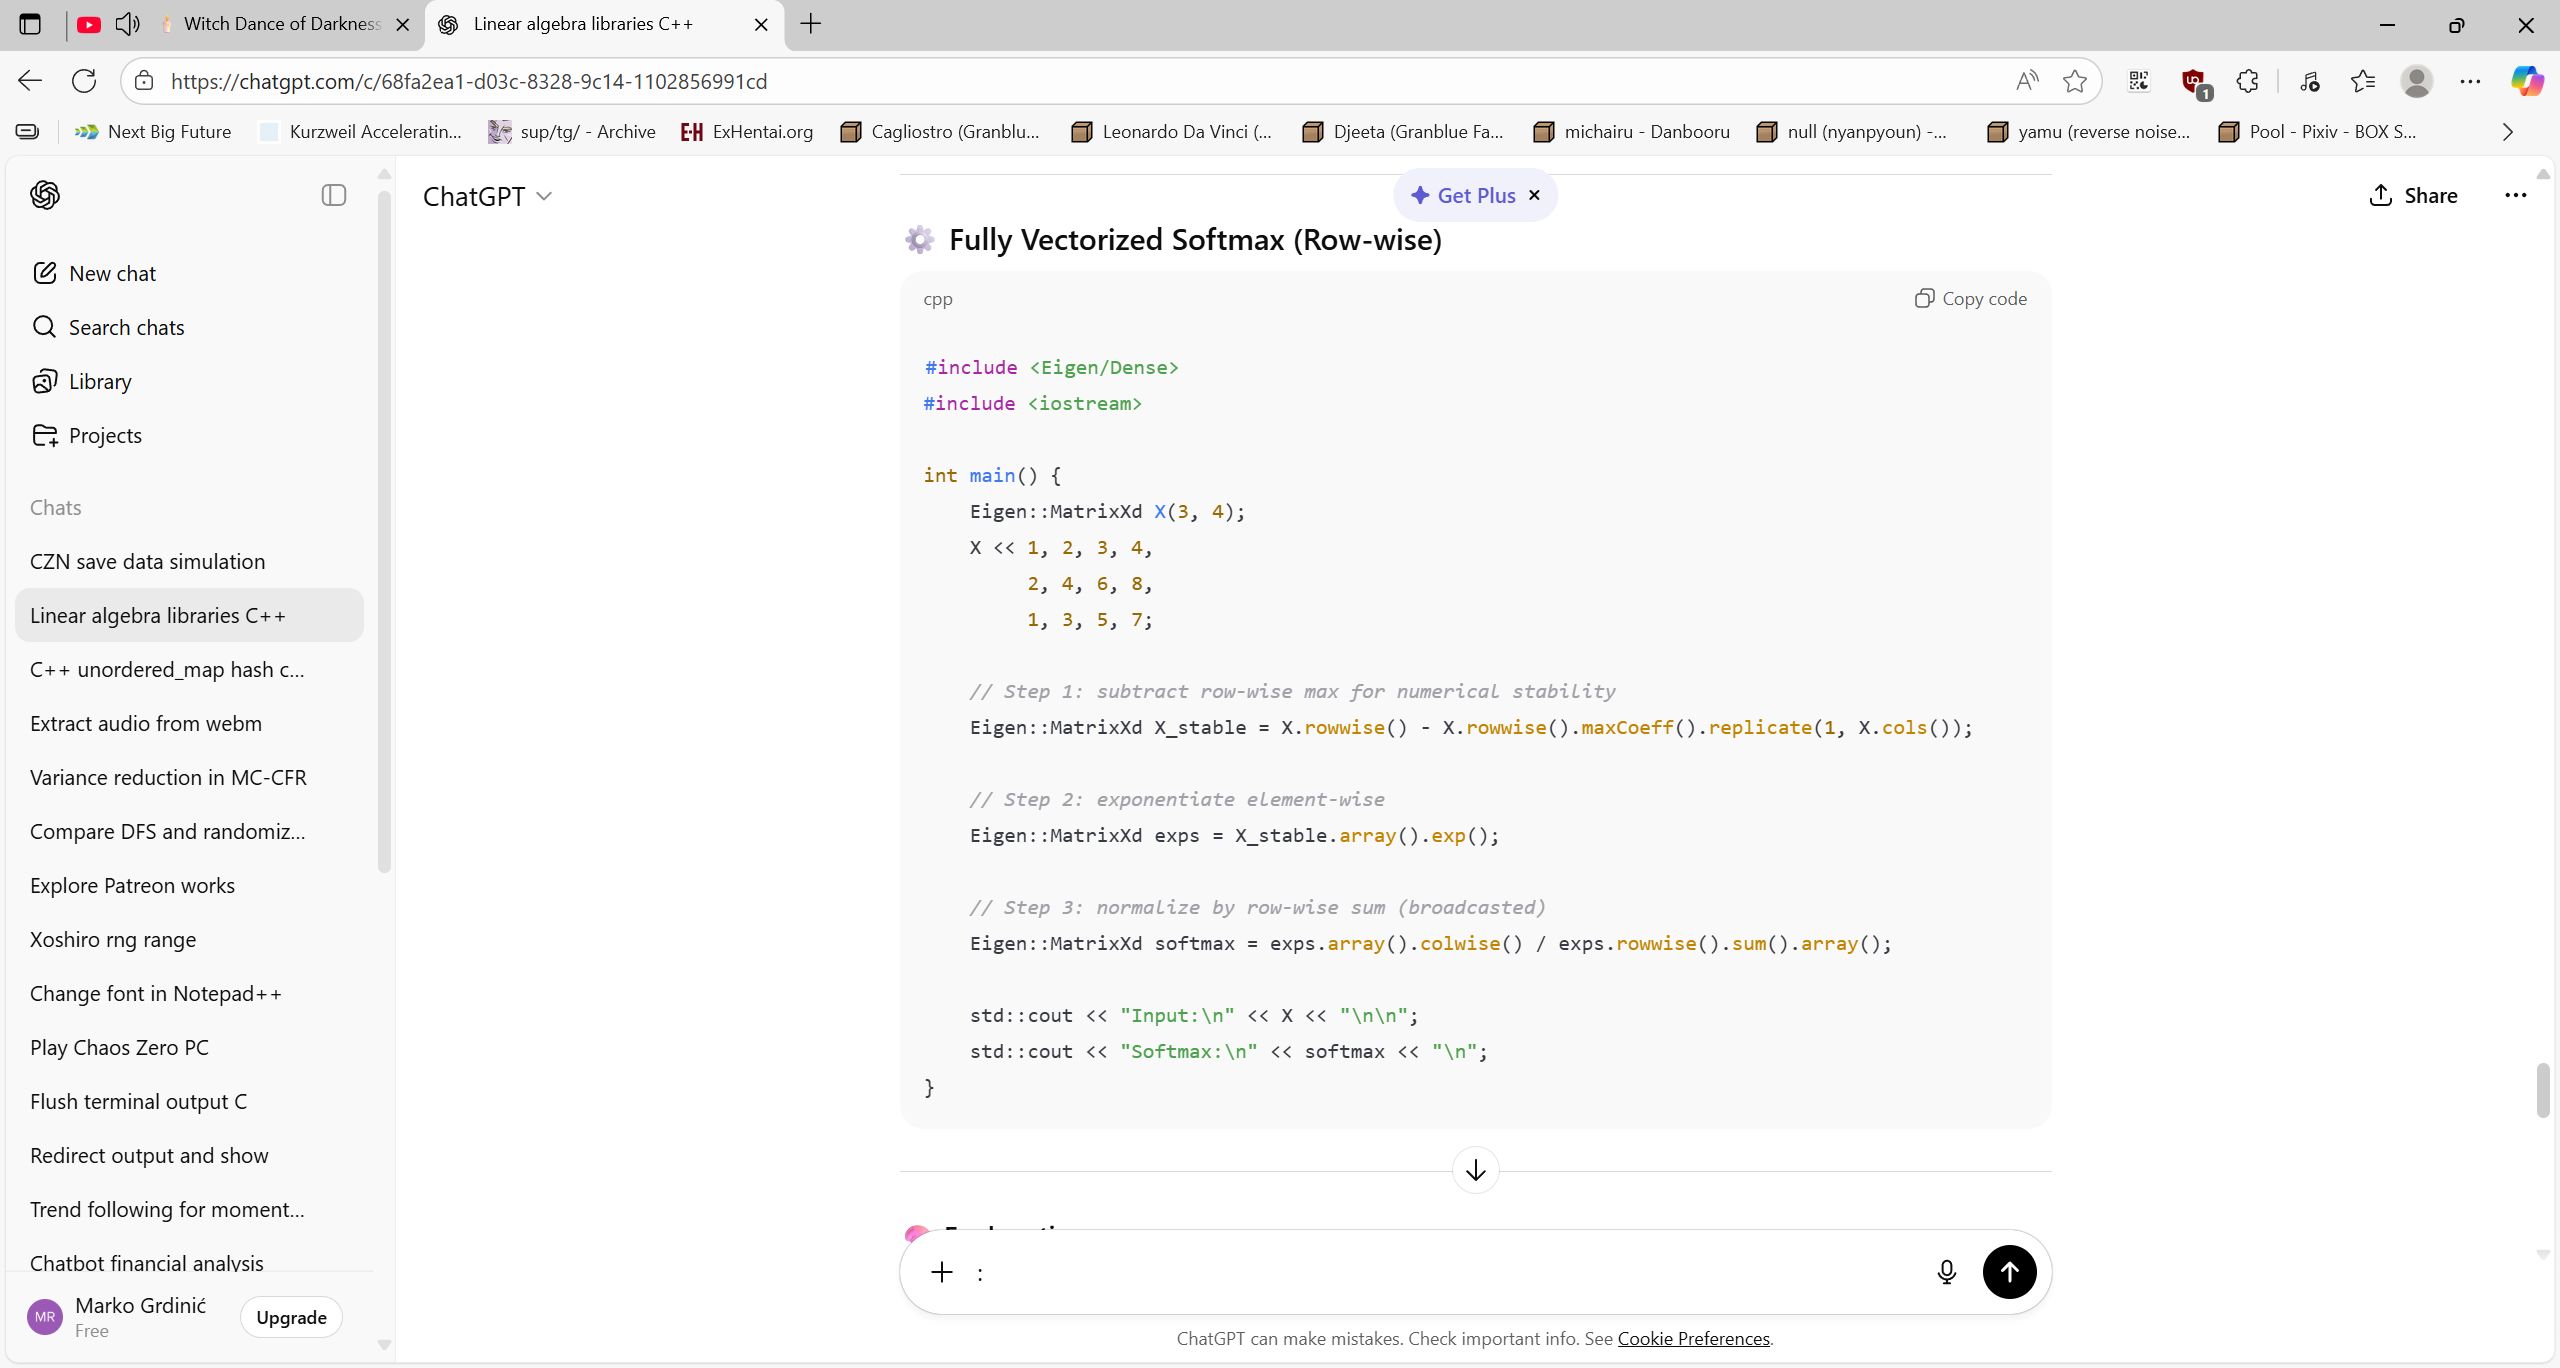 Witch Dance of Darkness
Linear algebra libraries C++
https://chatgpt.com/c/68fa2ea1-d03c-8328-9c14-1102856991cd
1
Next Big Future
Kurzweil Acceleratin...
sup/tg/ - Archive
ExHentai.org
Cagliostro (Granblu...
Leonardo Da Vinci (...
Djeeta (Granblue Fa...
michairu - Danbooru
null (nyanpyoun) -...
yamu (reverse noise...
Pool - Pixiv - BOX S...
New chat
Search chats
Library
Projects
Chats
CZN save data simulation
Linear algebra libraries C++
C++ unordered_map hash c...
Extract audio from webm
Variance reduction in MC-CFR
Compare DFS and randomiz...
Explore Patreon works
Xoshiro rng range
Change font in Notepad++
Play Chaos Zero PC
Flush terminal output C
Redirect output and show
Trend following for moment...
Chatbot financial analysis
MR
Marko Grdinić
Free
Upgrade
ChatGPT
Get Plus
Share
Fully Vectorized Softmax (Row-wise)
cpp
Copy code
#include <Eigen/Dense>
#include <iostream>
int main() {
    Eigen::MatrixXd X(3, 4);
    X << 1, 2, 3, 4,
         2, 4, 6, 8,
         1, 3, 5, 7;
    // Step 1: subtract row-wise max for numerical stability
    Eigen::MatrixXd X_stable = X.rowwise() - X.rowwise().maxCoeff().replicate(1, X.cols());
    // Step 2: exponentiate element-wise
    Eigen::MatrixXd exps = X_stable.array().exp();
    // Step 3: normalize by row-wise sum (broadcasted)
    Eigen::MatrixXd softmax = exps.array().colwise() / exps.rowwise().sum().array();
    std::cout << "Input:\n" << X << "\n\n";
    std::cout << "Softmax:\n" << softmax << "\n";
}
:
ChatGPT can make mistakes. Check important info. See Cookie Preferences.